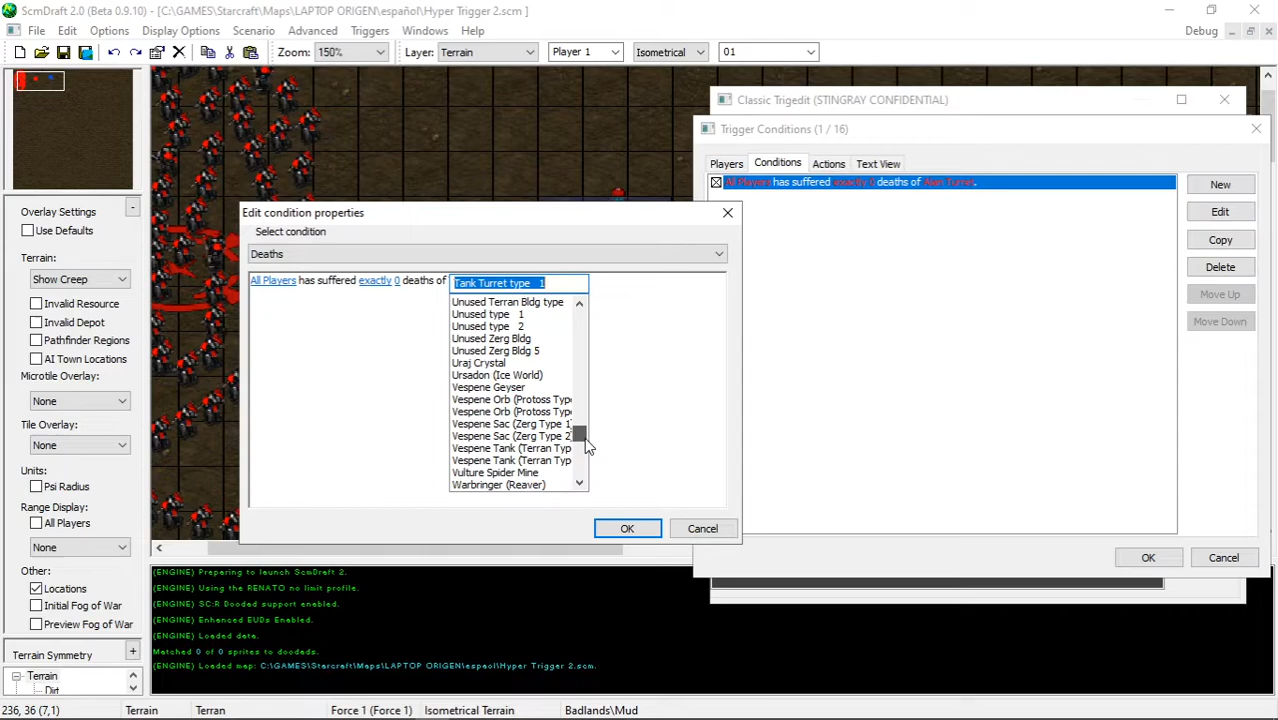 ScmDraft 2.0 (Beta 0.9.10) - [C:\GAMES\Starcraft\Maps\LAPTOP ORIGEN\español\Hyper Trigger 2.scm ]
File Edit Options Display Options Scenario Advanced Triggers Windows Help Debug
Zoom: 150% Layer: Terrain Player 1 Isometrical 01
Classic Trigedit (STINGRAY CONFIDENTIAL)
Trigger Conditions (1 / 16)
Players Conditions Actions Text View
All Players has suffered exactly 0 deaths of Alan Turret.
New
Edit
Copy
Delete
Move Up
Move Down
OK Cancel
Edit condition properties
Select condition
Deaths
All Players has suffered exactly 0 deaths of Tank Turret type 1
Unused Terran Bldg type
Unused type 1
Unused type 2
Unused Zerg Bldg
Unused Zerg Bldg 5
Uraj Crystal
Ursadon (Ice World)
Vespene Geyser
Vespene Orb (Protoss Type
Vespene Orb (Protoss Type
Vespene Sac (Zerg Type 1)
Vespene Sac (Zerg Type 2)
Vespene Tank (Terran Typ
Vespene Tank (Terran Typ
Vulture Spider Mine
Warbringer (Reaver)
OK Cancel
Overlay Settings -
Use Defaults
Terrain:
Show Creep
Invalid Resource
Invalid Depot
Pathfinder Regions
AI Town Locations
Microtile Overlay:
None
Tile Overlay:
None
Units:
Psi Radius
Range Display:
All Players
None
Other:
Locations
Initial Fog of War
Preview Fog of War
Terrain Symmetry +
Terrain
Dirt
(ENGINE) Preparing to launch ScmDraft 2.
(ENGINE) Using the RENATO no limit profile.
(ENGINE) SC:R Dooded support enabled.
(ENGINE) Enhanced EUDs Enabled.
(ENGINE) Loaded data.
Matched 0 of 0 sprites to doodads.
(ENGINE) Loaded map: C:\GAMES\Starcraft\Maps\LAPTOP ORIGEN\espaol\Hyper Trigger 2.scm.
236, 36 (7,1) Terrain Terran Force 1 (Force 1) Isometrical Terrain Badlands\Mud